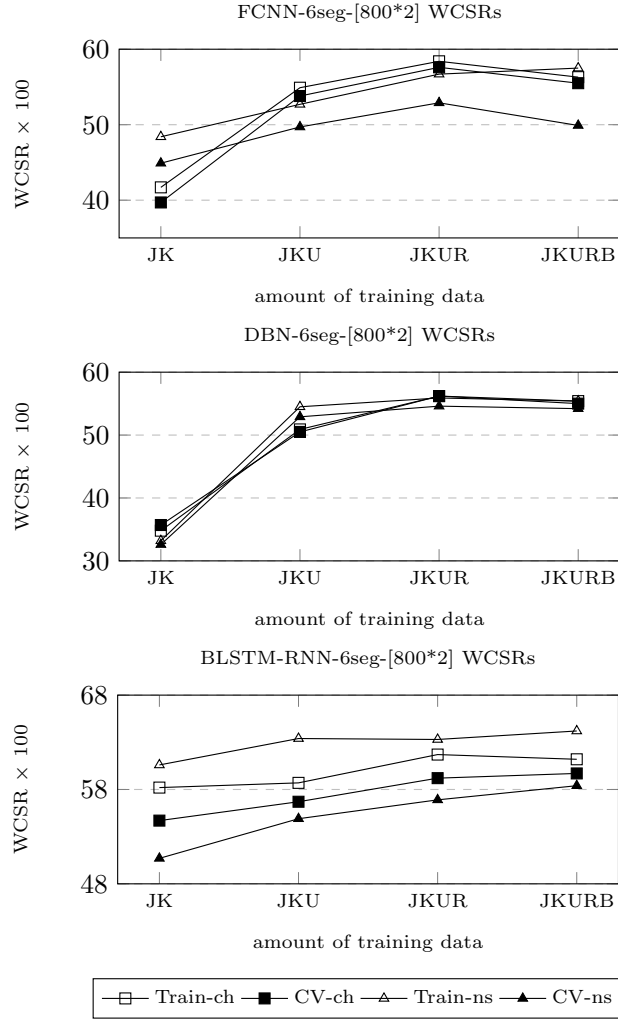 FCNN-6seg-[800*2] WCSRs
60
50
40
WCSR × 100
JK JKU JKUR JKURB
amount of training data
DBN-6seg-[800*2] WCSRs
60
50
40
30
WCSR × 100
JK JKU JKUR JKURB
amount of training data
BLSTM-RNN-6seg-[800*2] WCSRs
68
58
48
WCSR × 100
JK JKU JKUR JKURB
amount of training data
Train-ch CV-ch Train-ns CV-ns